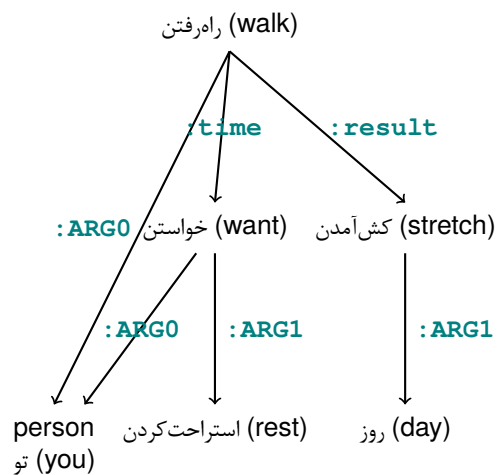 راه‌رفتن (walk)
:time :result
:ARG0 خواستن (want) کش‌آمدن (stretch)
:ARG0 :ARG1 :ARG1
person استراحت‌کردن (rest) روز (day)
تو (you)